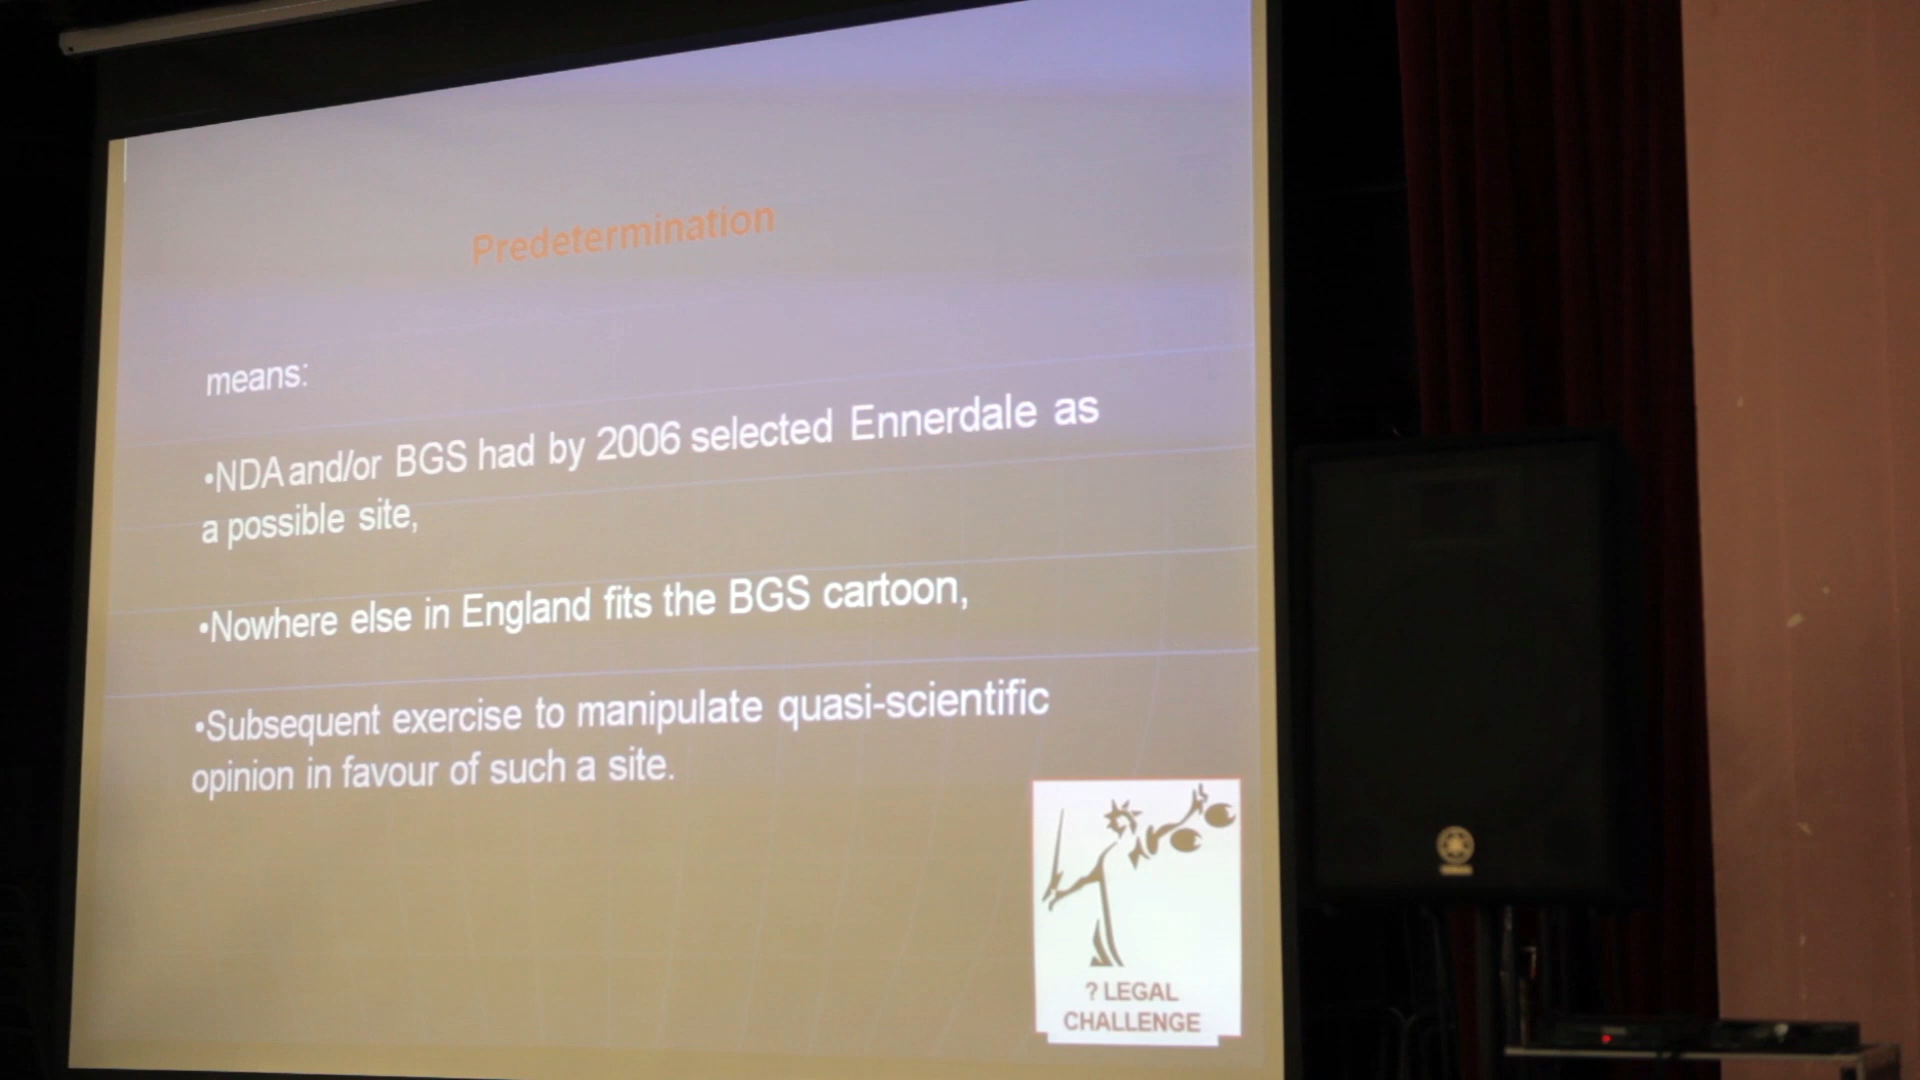 Predetermination
means:
•NDA and/or BGS had by 2006 selected Ennerdale as
a possible site,
•Nowhere else in England fits the BGS cartoon,
•Subsequent exercise to manipulate quasi-scientific
opinion in favour of such a site.
? LEGAL
CHALLENGE